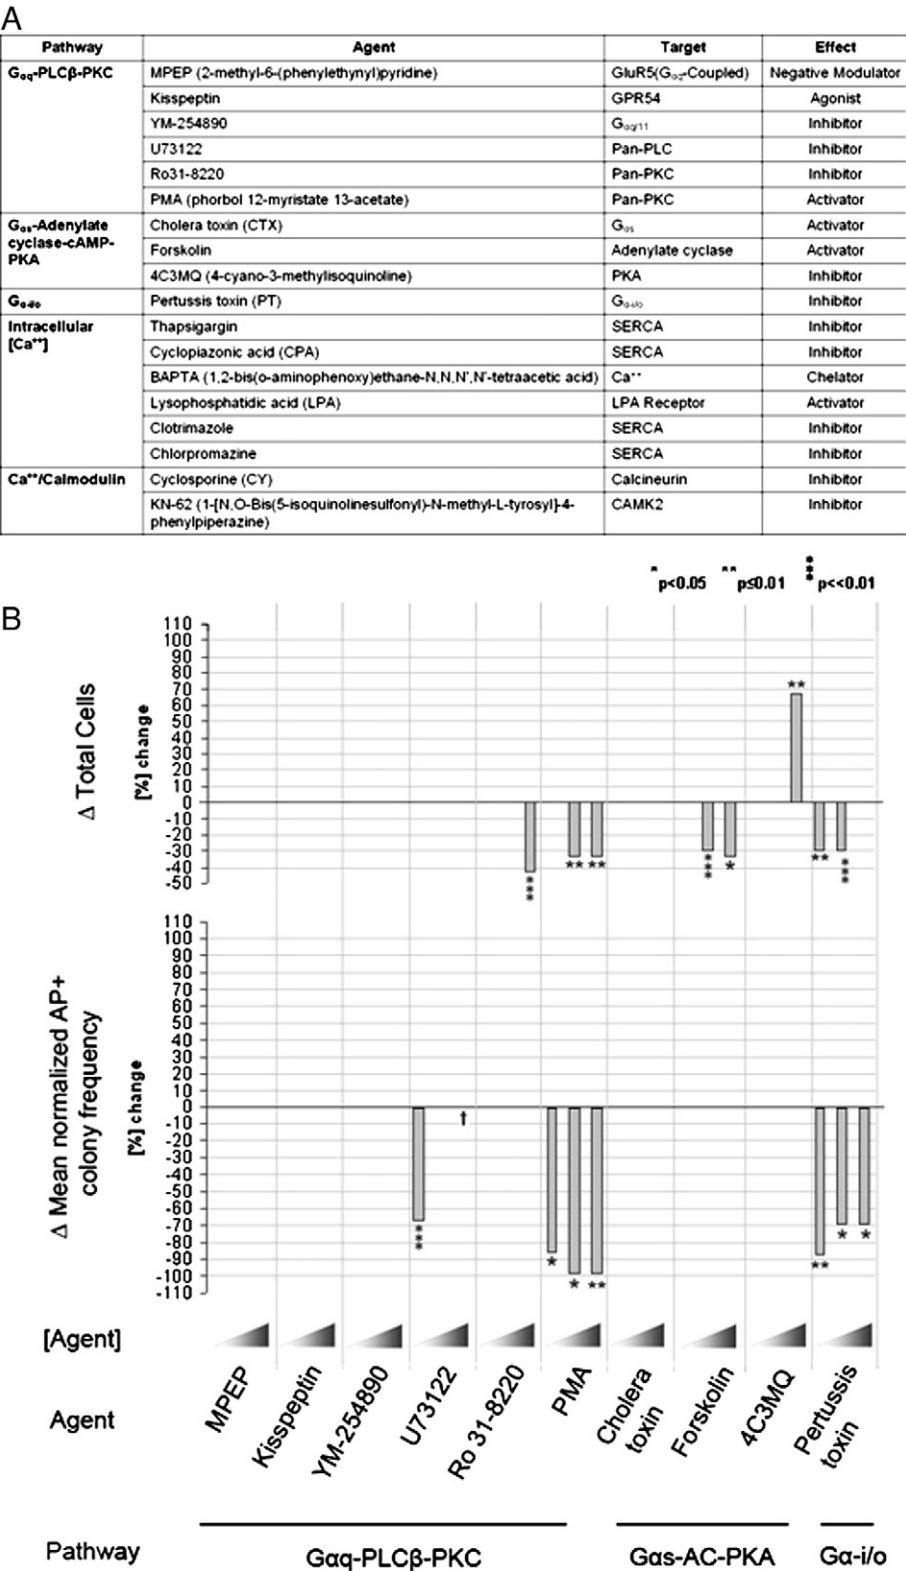 A
Pathway Agent Target Effect
Gαq-PLCβ-PKC MPEP (2-methyl-6-(phenylethynyl)pyridine) GluR5(Gαq-Coupled) Negative Modulator
Kisspeptin GPR54 Agonist
YM-254890 Gαq/11 Inhibitor
U73122 Pan-PLC Inhibitor
Ro31-8220 Pan-PKC Inhibitor
PMA (phorbol 12-myristate 13-acetate) Pan-PKC Activator
Gαs-Adenylate cyclase-cAMP-PKA Cholera toxin (CTX) Gαs Activator
Forskolin Adenylate cyclase Activator
4C3MQ (4-cyano-3-methylisoquinoline) PKA Inhibitor
Gα-i/o Pertussis toxin (PT) Gα-i/o Inhibitor
Intracellular [Ca++] Thapsigargin SERCA Inhibitor
Cyclopiazonic acid (CPA) SERCA Inhibitor
BAPTA (1,2-bis(o-aminophenoxy)ethane-N,N,N',N'-tetraacetic acid) Ca++ Chelator
Lysophosphatidic acid (LPA) LPA Receptor Activator
Clotrimazole SERCA Inhibitor
Chlorpromazine SERCA Inhibitor
Ca++/Calmodulin Cyclosporine (CY) Calcineurin Inhibitor
KN-62 (1-[N,O-Bis(5-isoquinolinesulfonyl)-N-methyl-L-tyrosyl]-4-phenylpiperazine) CAMK2 Inhibitor
* p<0.05 ** p≤0.01 *** p<<0.01
B
Δ Total Cells
[%] change
110
100
90
80
70
60
50
40
30
20
10
0
-10
-20
-30
-40
-50
**
***
** **
***
*
**
***
Δ Mean normalized AP+
colony frequency
[%] change
110
100
90
80
70
60
50
40
30
20
10
0
-10
-20
-30
-40
-50
-60
-70
-80
-90
-100
-110
†
***
*
*
**
**
*
*
[Agent]
Agent
MPEP
Kisspeptin
YM-254890
U73122
Ro 31-8220
PMA
Cholera
toxin
Forskolin
4C3MQ
Pertussis
toxin
Pathway
Gαq-PLCβ-PKC
Gαs-AC-PKA
Gα-i/o